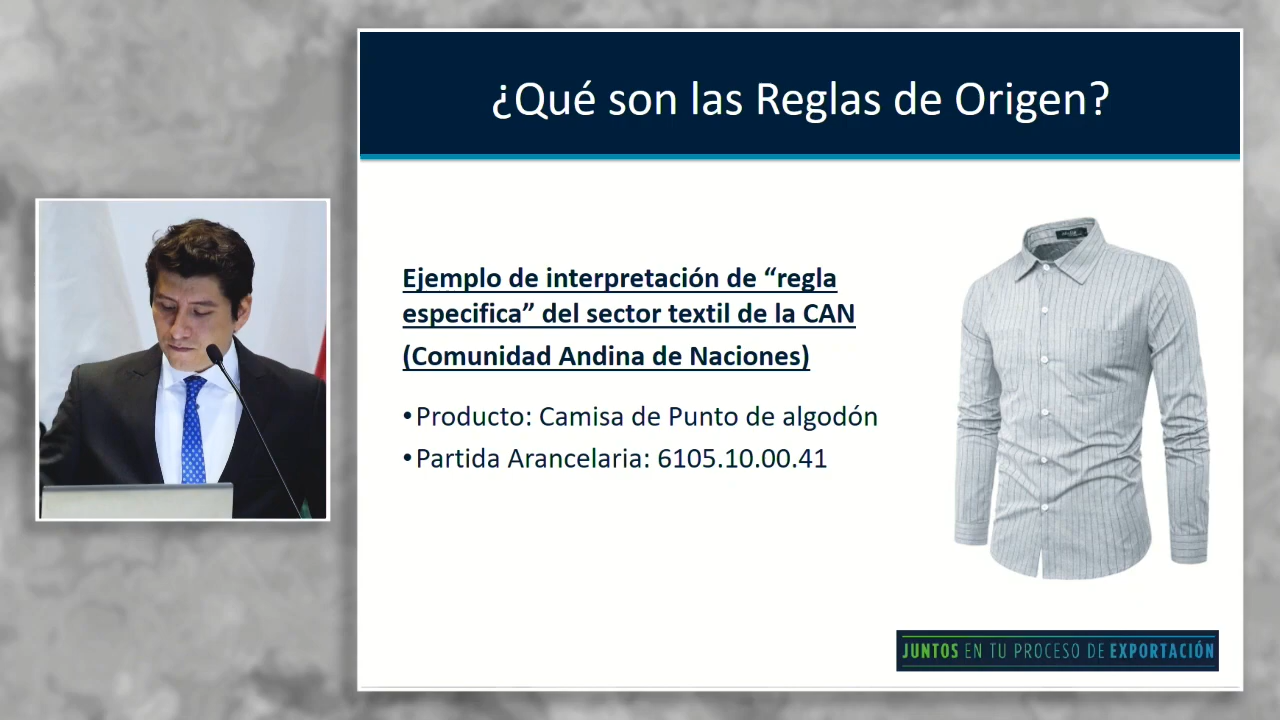 ¿Qué son las Reglas de Origen?
Ejemplo de interpretación de “regla
especifica” del sector textil de la CAN
(Comunidad Andina de Naciones)
•Producto: Camisa de Punto de algodón
•Partida Arancelaria: 6105.10.00.41
JUNTOS EN TU PROCESO DE EXPORTACIÓN